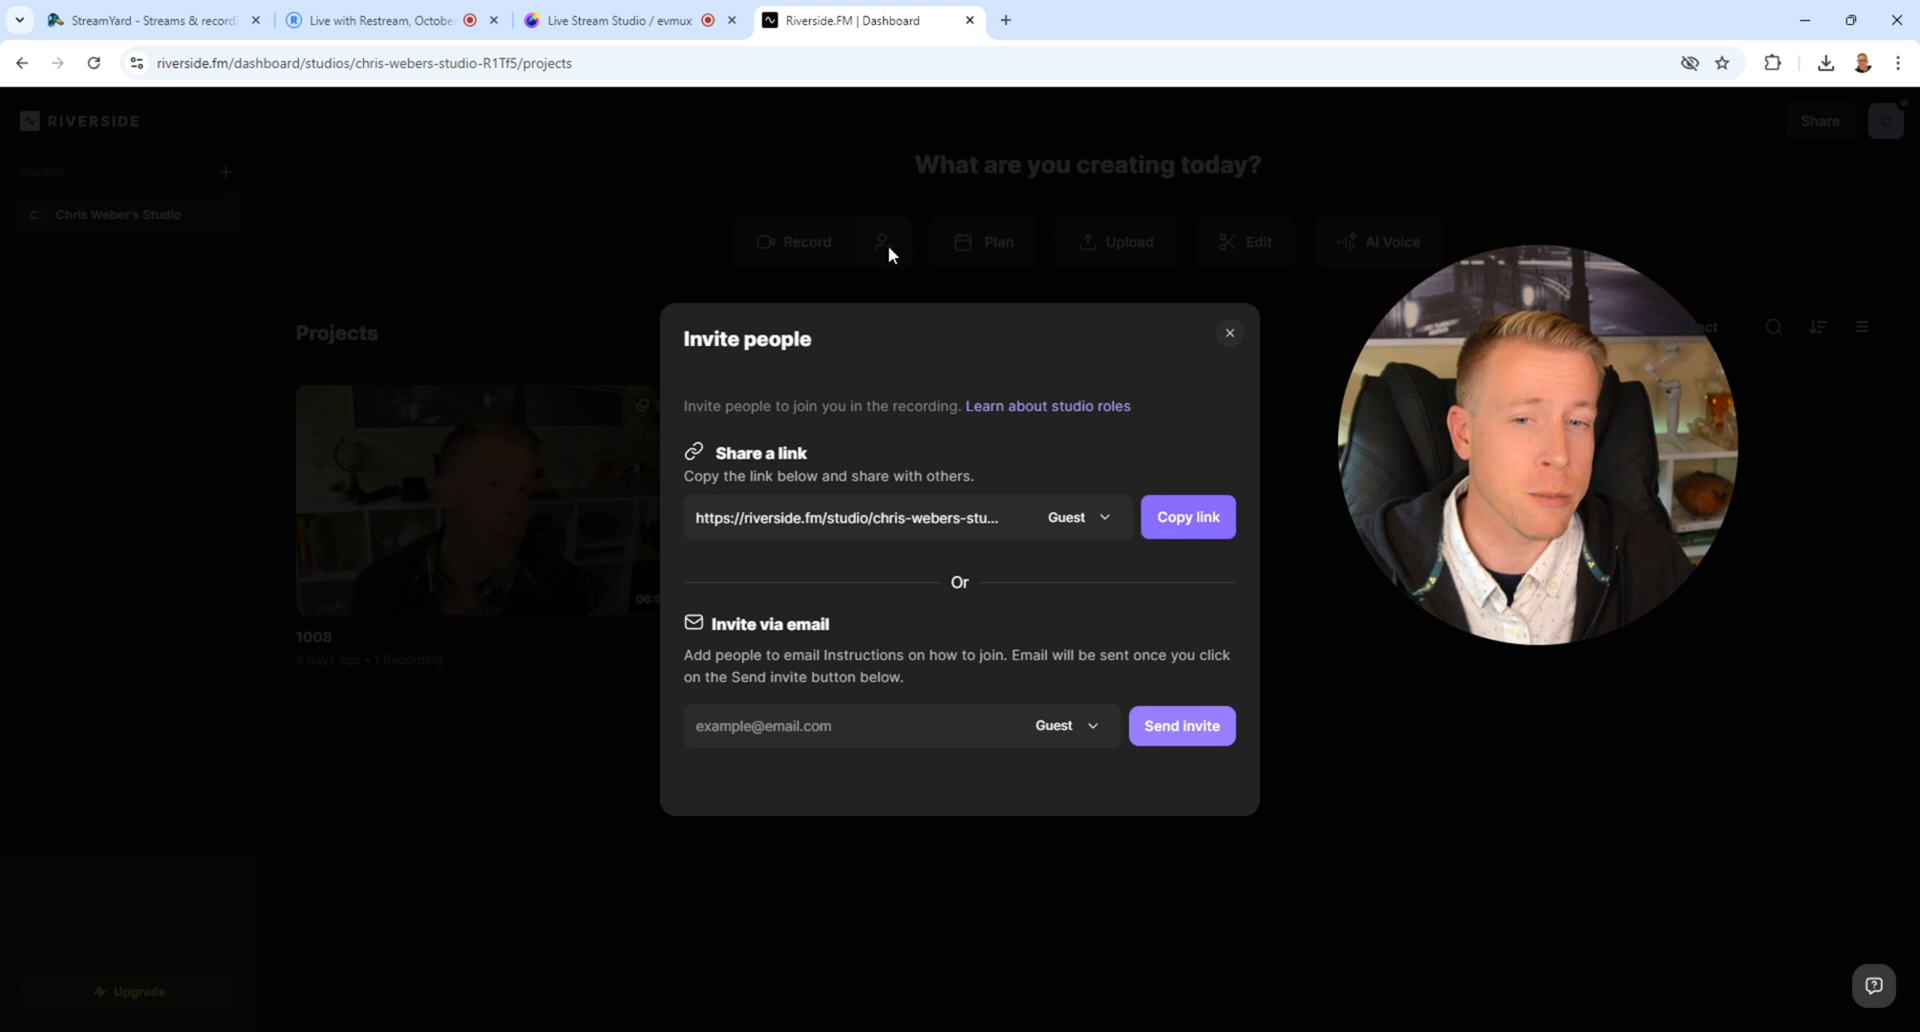 StreamYard - Streams & record
Live with Restream, Octobe
Live Stream Studio / evmux
Riverside.FM | Dashboard
riverside.fm/dashboard/studios/chris-webers-studio-R1Tf5/projects
RIVERSIDE
Share
C
What are you creating today?
C Chris Weber's Studio
Record
Plan
Upload
Edit
AI Voice
Invite people
Projects
Invite people to join you in the recording. Learn about studio roles
Share a link
Copy the link below and share with others.
https://riverside.fm/studio/chris-webers-stu...
Guest
Copy link
Or
Invite via email
Add people to email Instructions on how to join. Email will be sent once you click
on the Send invite button below.
example@email.com
Guest
Send invite
1008
6 days ago • 1 Recording
Upgrade